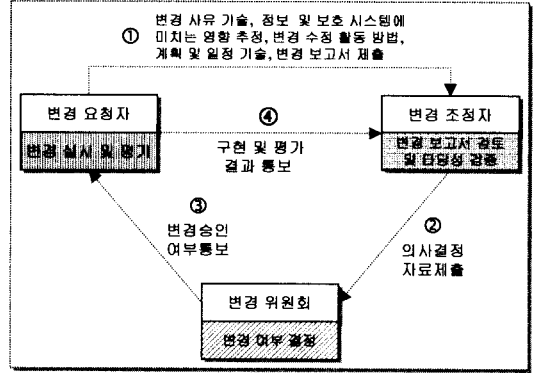 변경 사유 기술, 정보 및 보호 시스템에
① 미치는 영향 추정, 변경 수정 활동 방법,
계획 및 일정 기술, 변경 보고서 제출
변경 요청자
변경 실시 및 평가
④
구현 및 평가
결과 통보
변경 조정자
변경 보고서 검토
및 타당성 검증
③
변경승인
여부통보
②
의사결정
자료제출
변경 위원회
변경 여부 결정